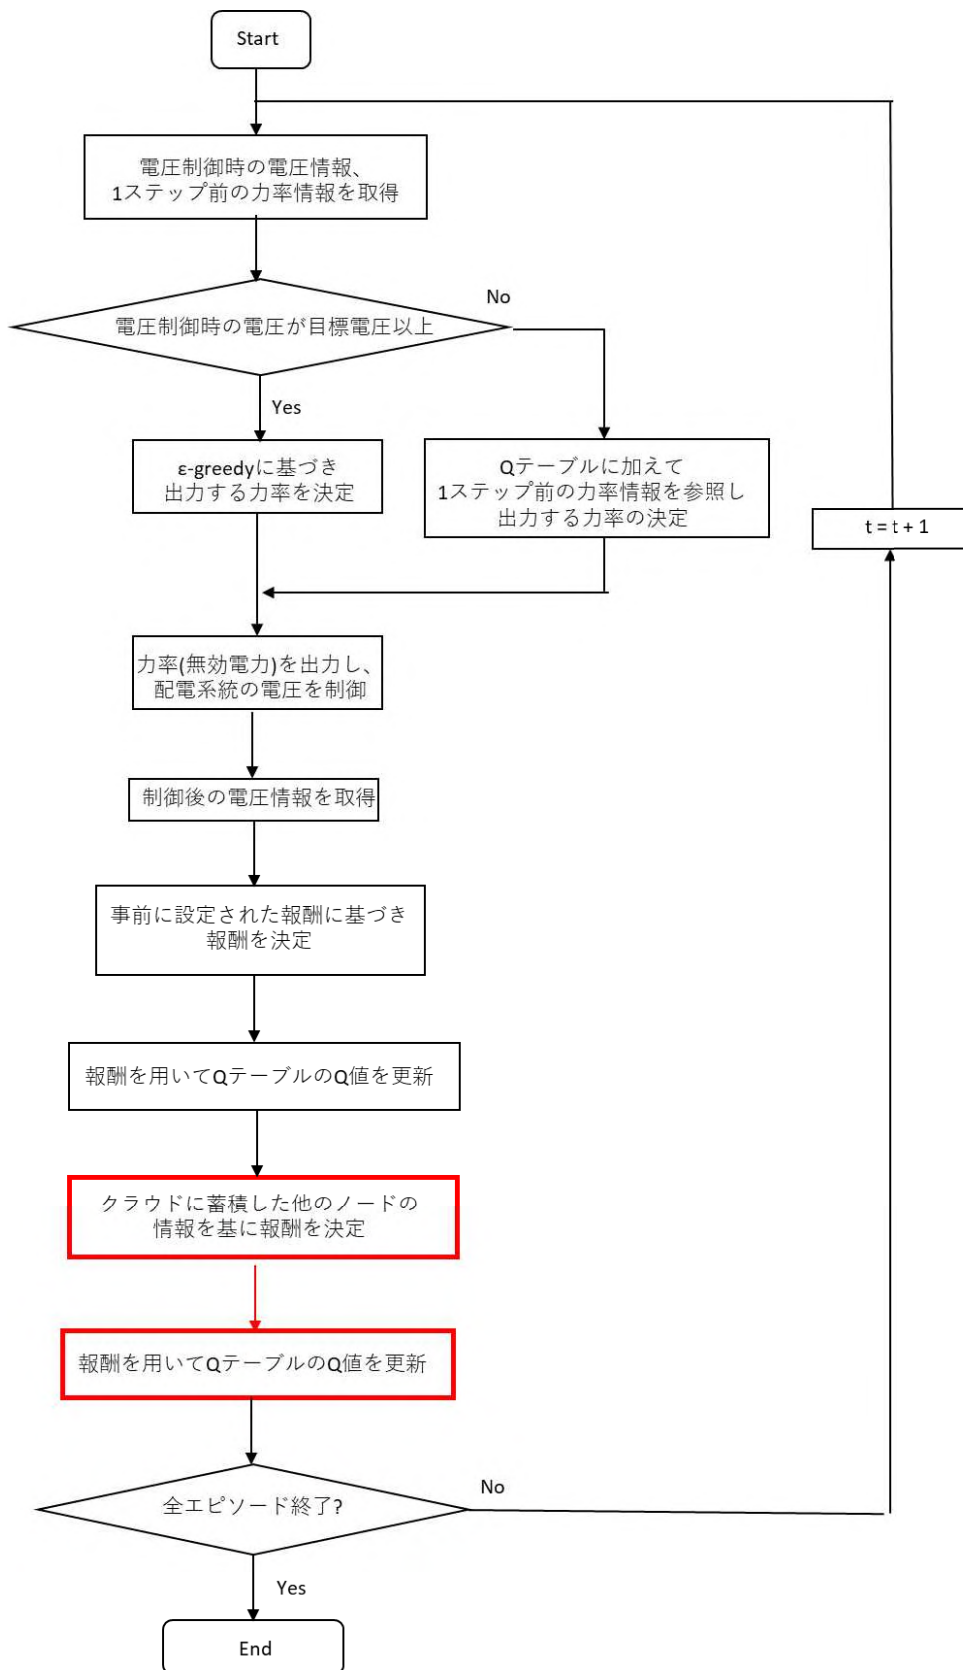 Start
電圧制御時の電圧情報、
1ステップ前の力率情報を取得
No
電圧制御時の電圧が目標電圧以上
Yes
ε-greedyに基づき
出力する力率を決定
Qテーブルに加えて
1ステップ前の力率情報を参照し
出力する力率の決定
t = t + 1
力率(無効電力)を出力し、
配電系統の電圧を制御
制御後の電圧情報を取得
事前に設定された報酬に基づき
報酬を決定
報酬を用いてQテーブルのQ値を更新
クラウドに蓄積した他のノードの
情報を基に報酬を決定
報酬を用いてQテーブルのQ値を更新
No
全エピソード終了?
Yes
End